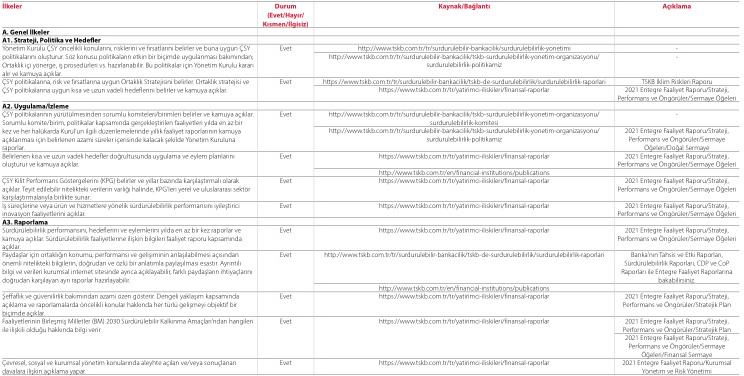 İlkeler
Durum
(Evet/Hayır/
Kısmen/İlgisiz)
Kaynak/Bağlantı
Açıklama
A. Genel İlkeler
A1. Strateji, Politika ve Hedefler
Yönetim Kurulu ÇSY öncelikli konularını, risklerini ve fırsatlarını belirler ve buna uygun ÇSY
politikalarını oluşturur. Söz konusu politikaların etkin bir biçimde uygulanması bakımından;
Ortaklık içi yönerge, iş prosedürleri vs. hazırlanabilir. Bu politikalar için Yönetim Kurulu kararı
alır ve kamuya açıklar.
Evet
http://www.tskb.com.tr/tr/surdurulebilir-bankacilik/surdurulebilirlik-yonetimi
-
http://www.tskb.com.tr/tr/surdurulebilir-bankacilik/tskb-surdurulebilirlik-yonetim-organizasyonu/
surdurulebilirlik-politikamiz
-
ÇSY politikalarına, risk ve fırsatlarına uygun Ortaklık Stratejisini belirler. Ortaklık stratejisi ve
ÇSY politikalarına uygun kısa ve uzun vadeli hedeflerini belirler ve kamuya açıklar.
Evet
https://www.tskb.com.tr/tr/surdurulebilir-bankacilik/tskb-de-surdurulebilirlik/surdurulebilirlik-raporlari
TSKB İklim Riskleri Raporu
https://www.tskb.com.tr/tr/yatirimci-iliskileri/finansal-raporlar
2021 Entegre Faaliyet Raporu/Strateji,
Performans ve Öngörüler/Sermaye Öğeleri
A2. Uygulama/İzleme
ÇSY politikalarının yürütülmesinden sorumlu komiteleri/birimleri belirler ve kamuya açıklar.
Sorumlu komite/birim, politikalar kapsamında gerçekleştirilen faaliyetleri yılda en az bir
kez ve her halükarda Kurul'un ilgili düzenlemelerinde yıllık faaliyet raporlarının kamuya
açıklanması için belirlenen azami süreler içerisinde kalacak şekilde Yönetim Kuruluna
raporlar.
Evet
http://www.tskb.com.tr/tr/surdurulebilir-bankacilik/tskb-surdurulebilirlik-yonetim-organizasyonu/
surdurulebilirlik-komitesi
-
http://www.tskb.com.tr/tr/surdurulebilir-bankacilik/tskb-surdurulebilirlik-yonetim-organizasyonu/
surdurulebilirlik-politikamiz
2021 Entegre Faaliyet Raporu/Strateji,
Performans ve Öngörüler/Sermaye
Öğeleri/Doğal Sermaye
Belirlenen kısa ve uzun vadeli hedefler doğrultusunda uygulama ve eylem planlarını
oluşturur ve kamuya açıklar.
Evet
https://www.tskb.com.tr/tr/yatirimci-iliskileri/finansal-raporlar
2021 Entegre Faaliyet Raporu/Strateji,
Performans ve Öngörüler/Sermaye Öğeleri
http://www.tskb.com.tr/en/financial-institutions/publications
ÇSY Kilit Performans Göstergelerini (KPG) belirler ve yıllar bazında karşılaştırmalı olarak
açıklar. Teyit edilebilir nitelikteki verilerin varlığı halinde, KPG'leri yerel ve uluslararası sektör
karşılaştırmalarıyla birlikte sunar.
Evet
https://www.tskb.com.tr/tr/yatirimci-iliskileri/finansal-raporlar
2021 Entegre Faaliyet Raporu/Strateji,
Performans ve Öngörüler/Sermaye Öğeleri
İş süreçlerine veya ürün ve hizmetlere yönelik sürdürülebilirlik performansını iyileştirici
inovasyon faaliyetlerini açıklar.
Evet
https://www.tskb.com.tr/tr/yatirimci-iliskileri/finansal-raporlar
2021 Entegre Faaliyet Raporu/Strateji,
Performans ve Öngörüler/Sermaye Öğeleri
A3. Raporlama
Sürdürülebilirlik performansını, hedeflerini ve eylemlerini yılda en az bir kez raporlar ve
kamuya açıklar. Sürdürülebilirlik faaliyetlerine ilişkin bilgileri faaliyet raporu kapsamında
açıklar.
Evet
https://www.tskb.com.tr/tr/yatirimci-iliskileri/finansal-raporlar
2021 Entegre Faaliyet Raporu/Strateji,
Performans ve Öngörüler/Sermaye Öğeleri
Paydaşlar için ortaklığın konumu, performansı ve gelişiminin anlaşılabilmesi açısından
önemli nitelikteki bilgilerin, doğrudan ve özlü bir anlatımla paylaşılması esastır. Ayrıntılı
bilgi ve verileri kurumsal internet sitesinde ayrıca açıklayabilir, farklı paydaşların ihtiyaçlarını
doğrudan karşılayan ayrı raporlar hazırlayabilir.
Evet
http://www.tskb.com.tr/tr/surdurulebilir-bankacilik/tskb-de-surdurulebilirlik/surdurulebilirlik-raporlari
Banka'nın Tahsis ve Etki Raporları,
Sürdürülebilirlik Raporları, CDP ve CoP
Raporları ile Entegre Faaliyet Raporlarına
bakabilirsiniz.
http://www.tskb.com.tr/en/financial-institutions/publications
Şeffaflık ve güvenilirlik bakımından azami özen gösterir. Dengeli yaklaşım kapsamında
açıklama ve raporlamalarda öncelikli konular hakkında her türlü gelişmeyi objektif bir
biçimde açıklar.
Evet
https://www.tskb.com.tr/tr/yatirimci-iliskileri/finansal-raporlar
2021 Entegre Faaliyet Raporu/Strateji,
Performans ve Öngörüler/Stratejik Plan
Faaliyetlerinin Birleşmiş Milletler (BM) 2030 Sürdürülebilir Kalkınma Amaçları'ndan hangileri
ile ilişkili olduğu hakkında bilgi verir.
Evet
https://www.tskb.com.tr/tr/yatirimci-iliskileri/finansal-raporlar
2021 Entegre Faaliyet Raporu/Strateji,
Performans ve Öngörüler/Stratejik Plan
2021 Entegre Faaliyet Raporu/Strateji,
Performans ve Öngörüler/Sermaye
Öğeleri/Finansal Sermaye
Çevresel, sosyal ve kurumsal yönetim konularında aleyhte açılan ve/veya sonuçlanan
davalara ilişkin açıklama yapar.
Evet
https://www.tskb.com.tr/tr/yatirimci-iliskileri/finansal-raporlar
2021 Entegre Faaliyet Raporu/Kurumsal
Yönetim ve Risk Yönetimi